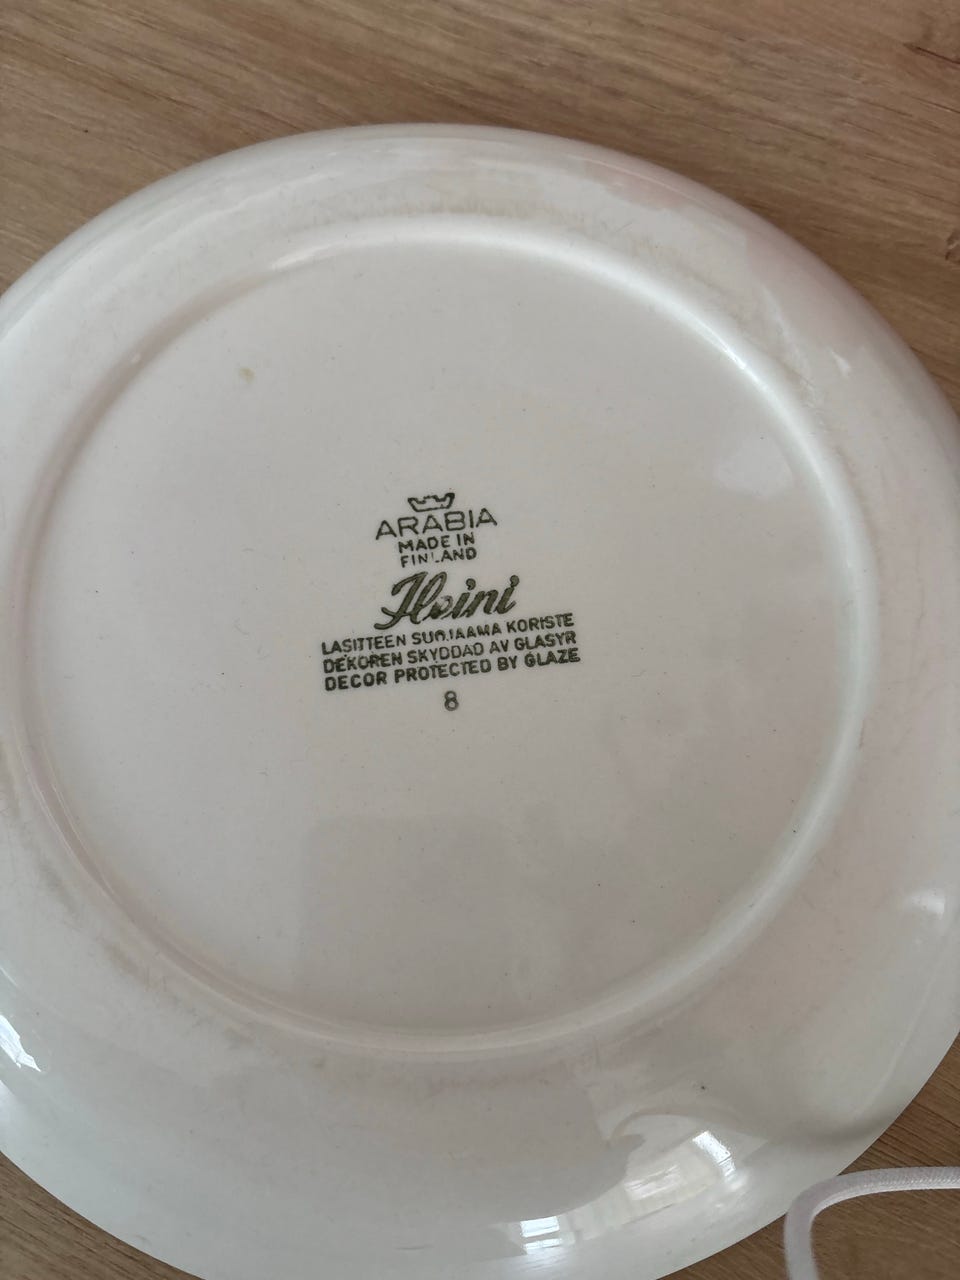 ARABIA
MADE IN
FINLAND
Heini
LASITTEEN SUOJAAMA KORISTE
DEKOREN SKYDDAD AV GLASYR
DECOR PROTECTED BY GLAZE
8